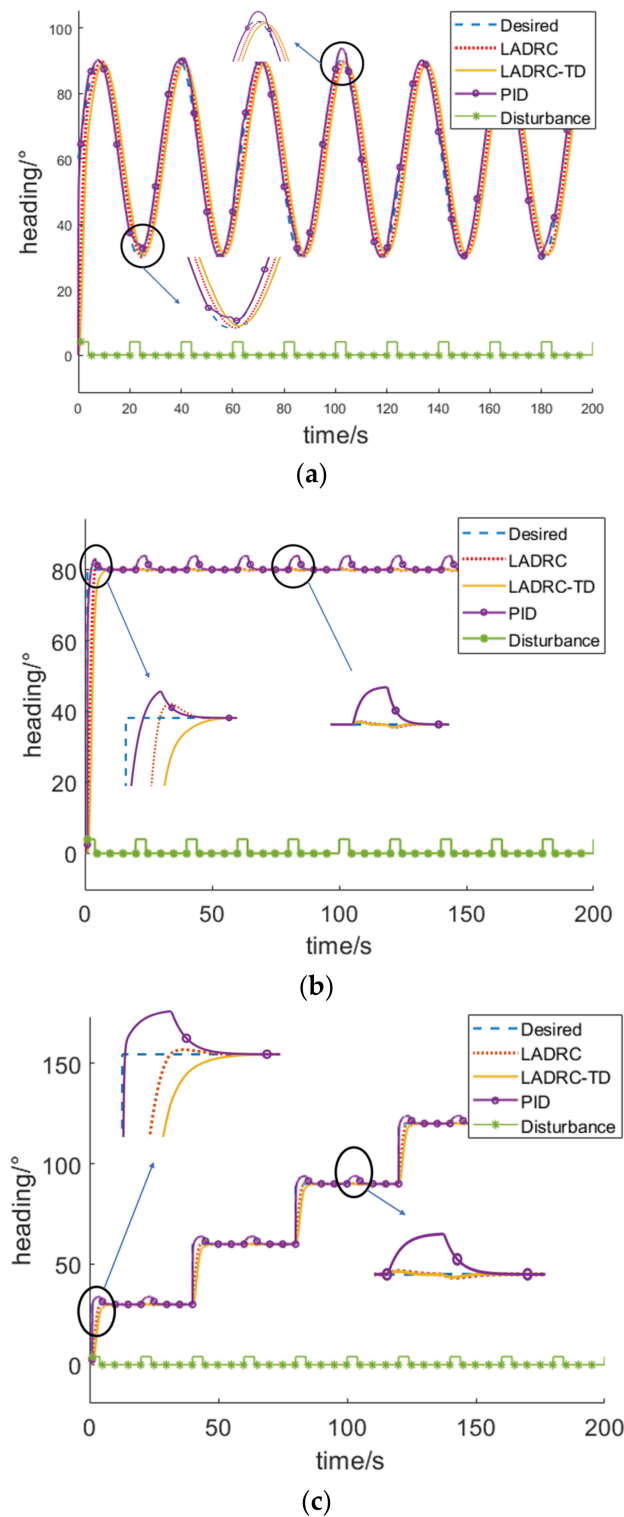 100
80
60
40
20
0
heading/°
Desired
LADRC
LADRC-TD
PID
Disturbance
0 20 40 60 80 100 120 140 160 180 200
time/s
(a)
80
60
40
20
0
heading/°
Desired
LADRC
LADRC-TD
PID
Disturbance
0 50 100 150 200
time/s
(b)
150
100
50
0
heading/°
Desired
LADRC
LADRC-TD
PID
Disturbance
0 50 100 150 200
time/s
(c)